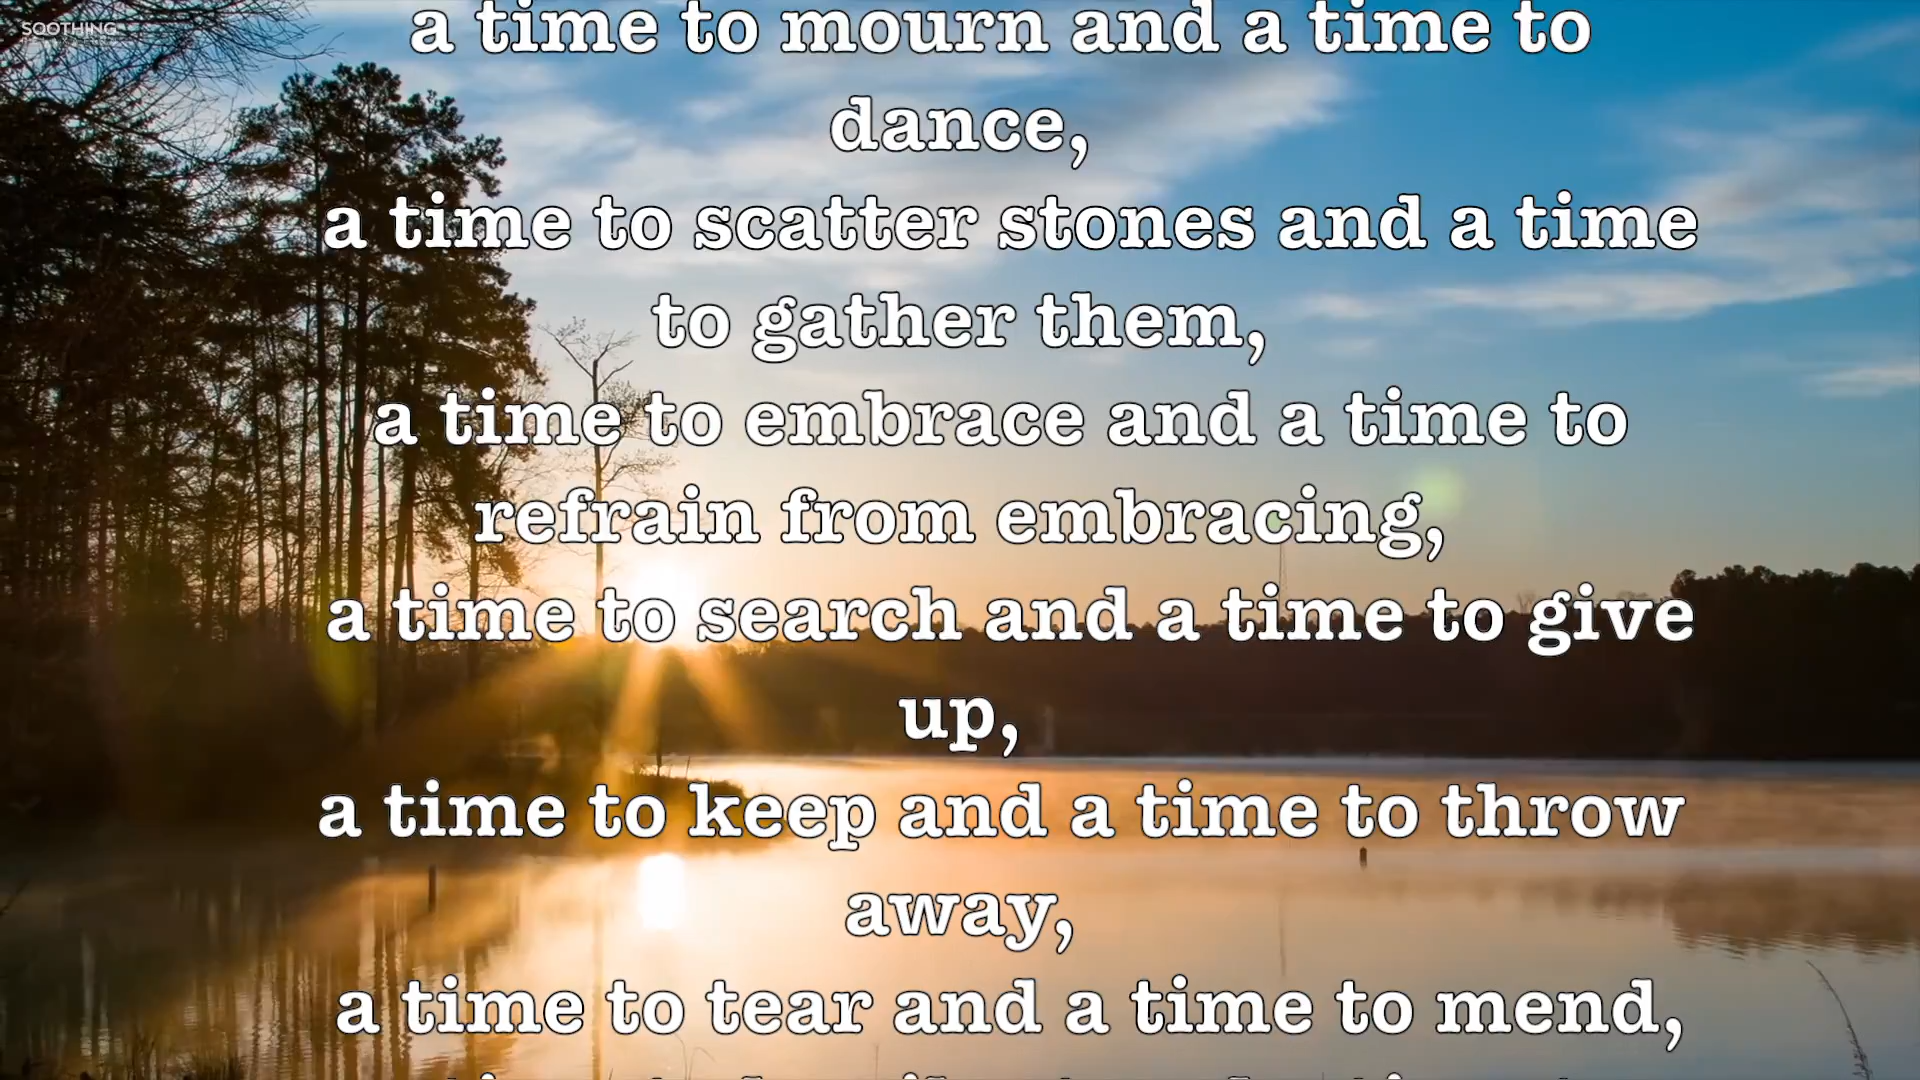 SOOTHING
a time to mourn and a time to
dance,
a time to scatter stones and a time
to gather them,
a time to embrace and a time to
refrain from embracing,
a time to search and a time to give
up,
a time to keep and a time to throw
away,
a time to tear and a time to mend,